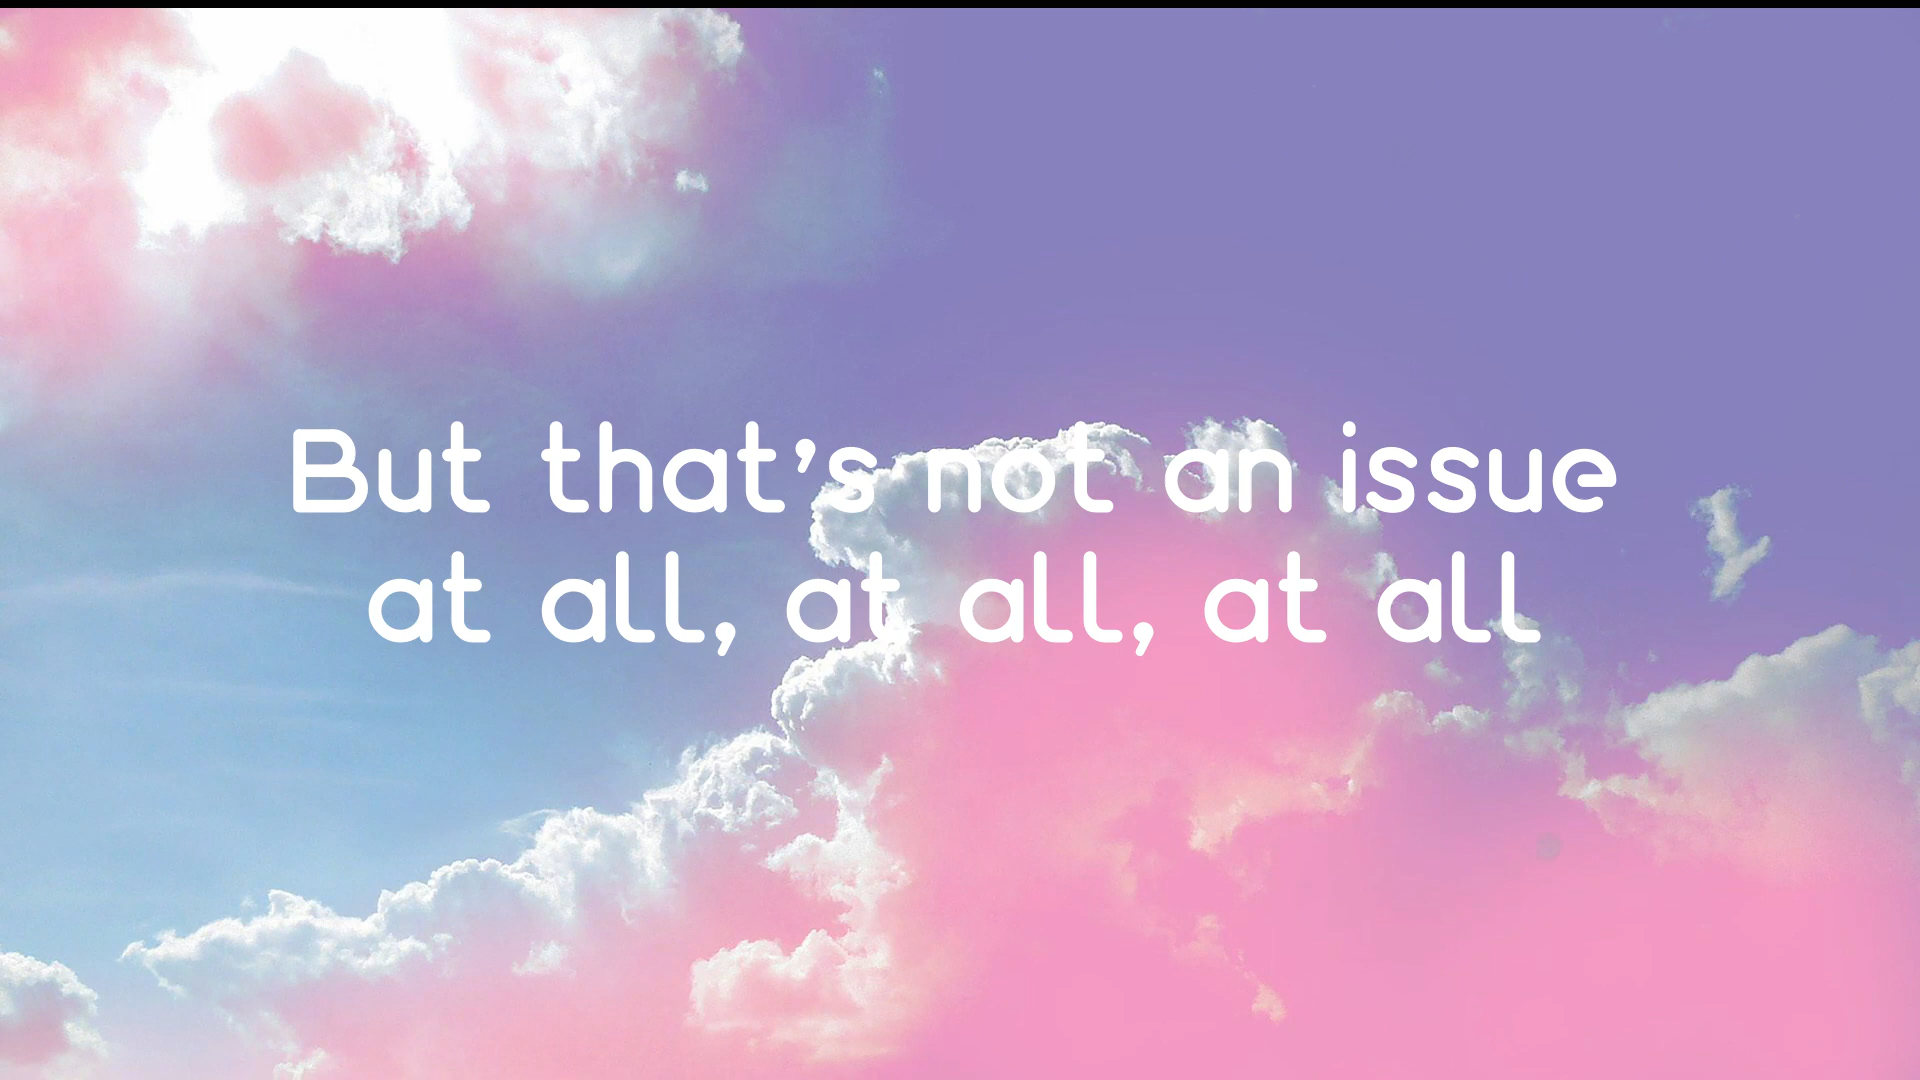 But that’s not an issue
at all, at all, at all